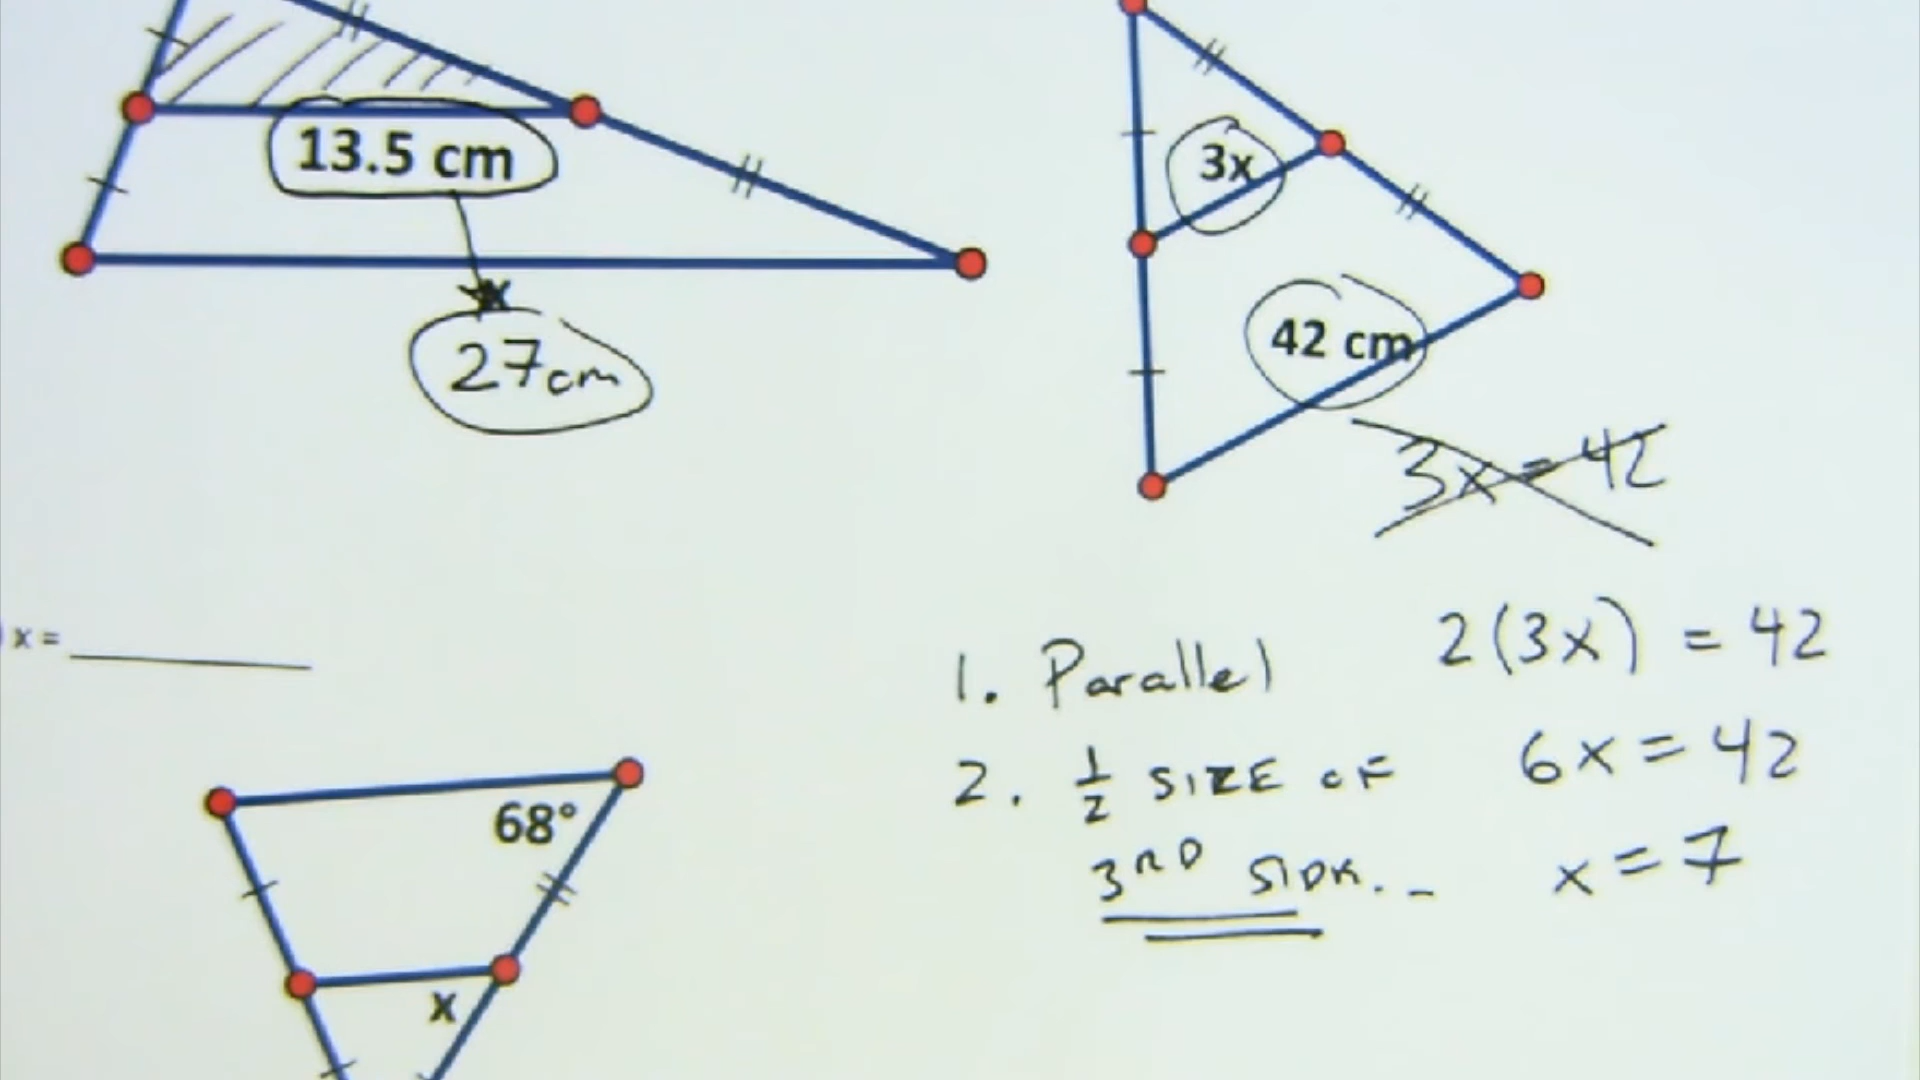 13.5 cm
x
27cm
3x
42 cm
3x = 42
x =
1. Parallel
2. 1/2 SIZE OF
3RD SIDE.
2(3x) = 42
6x = 42
x = 7
68°
x